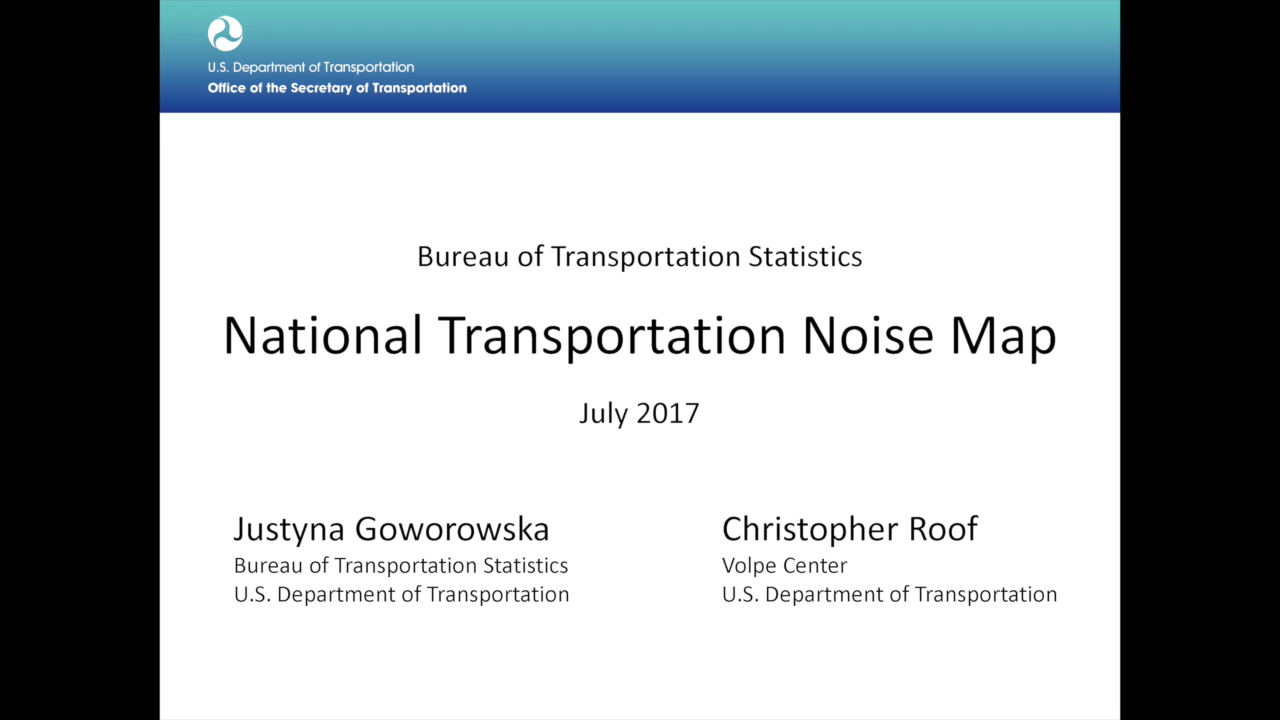 U.S. Department of Transportation
Office of the Secretary of Transportation
Bureau of Transportation Statistics
National Transportation Noise Map
July 2017
Justyna Goworowska
Bureau of Transportation Statistics
U.S. Department of Transportation
Christopher Roof
Volpe Center
U.S. Department of Transportation